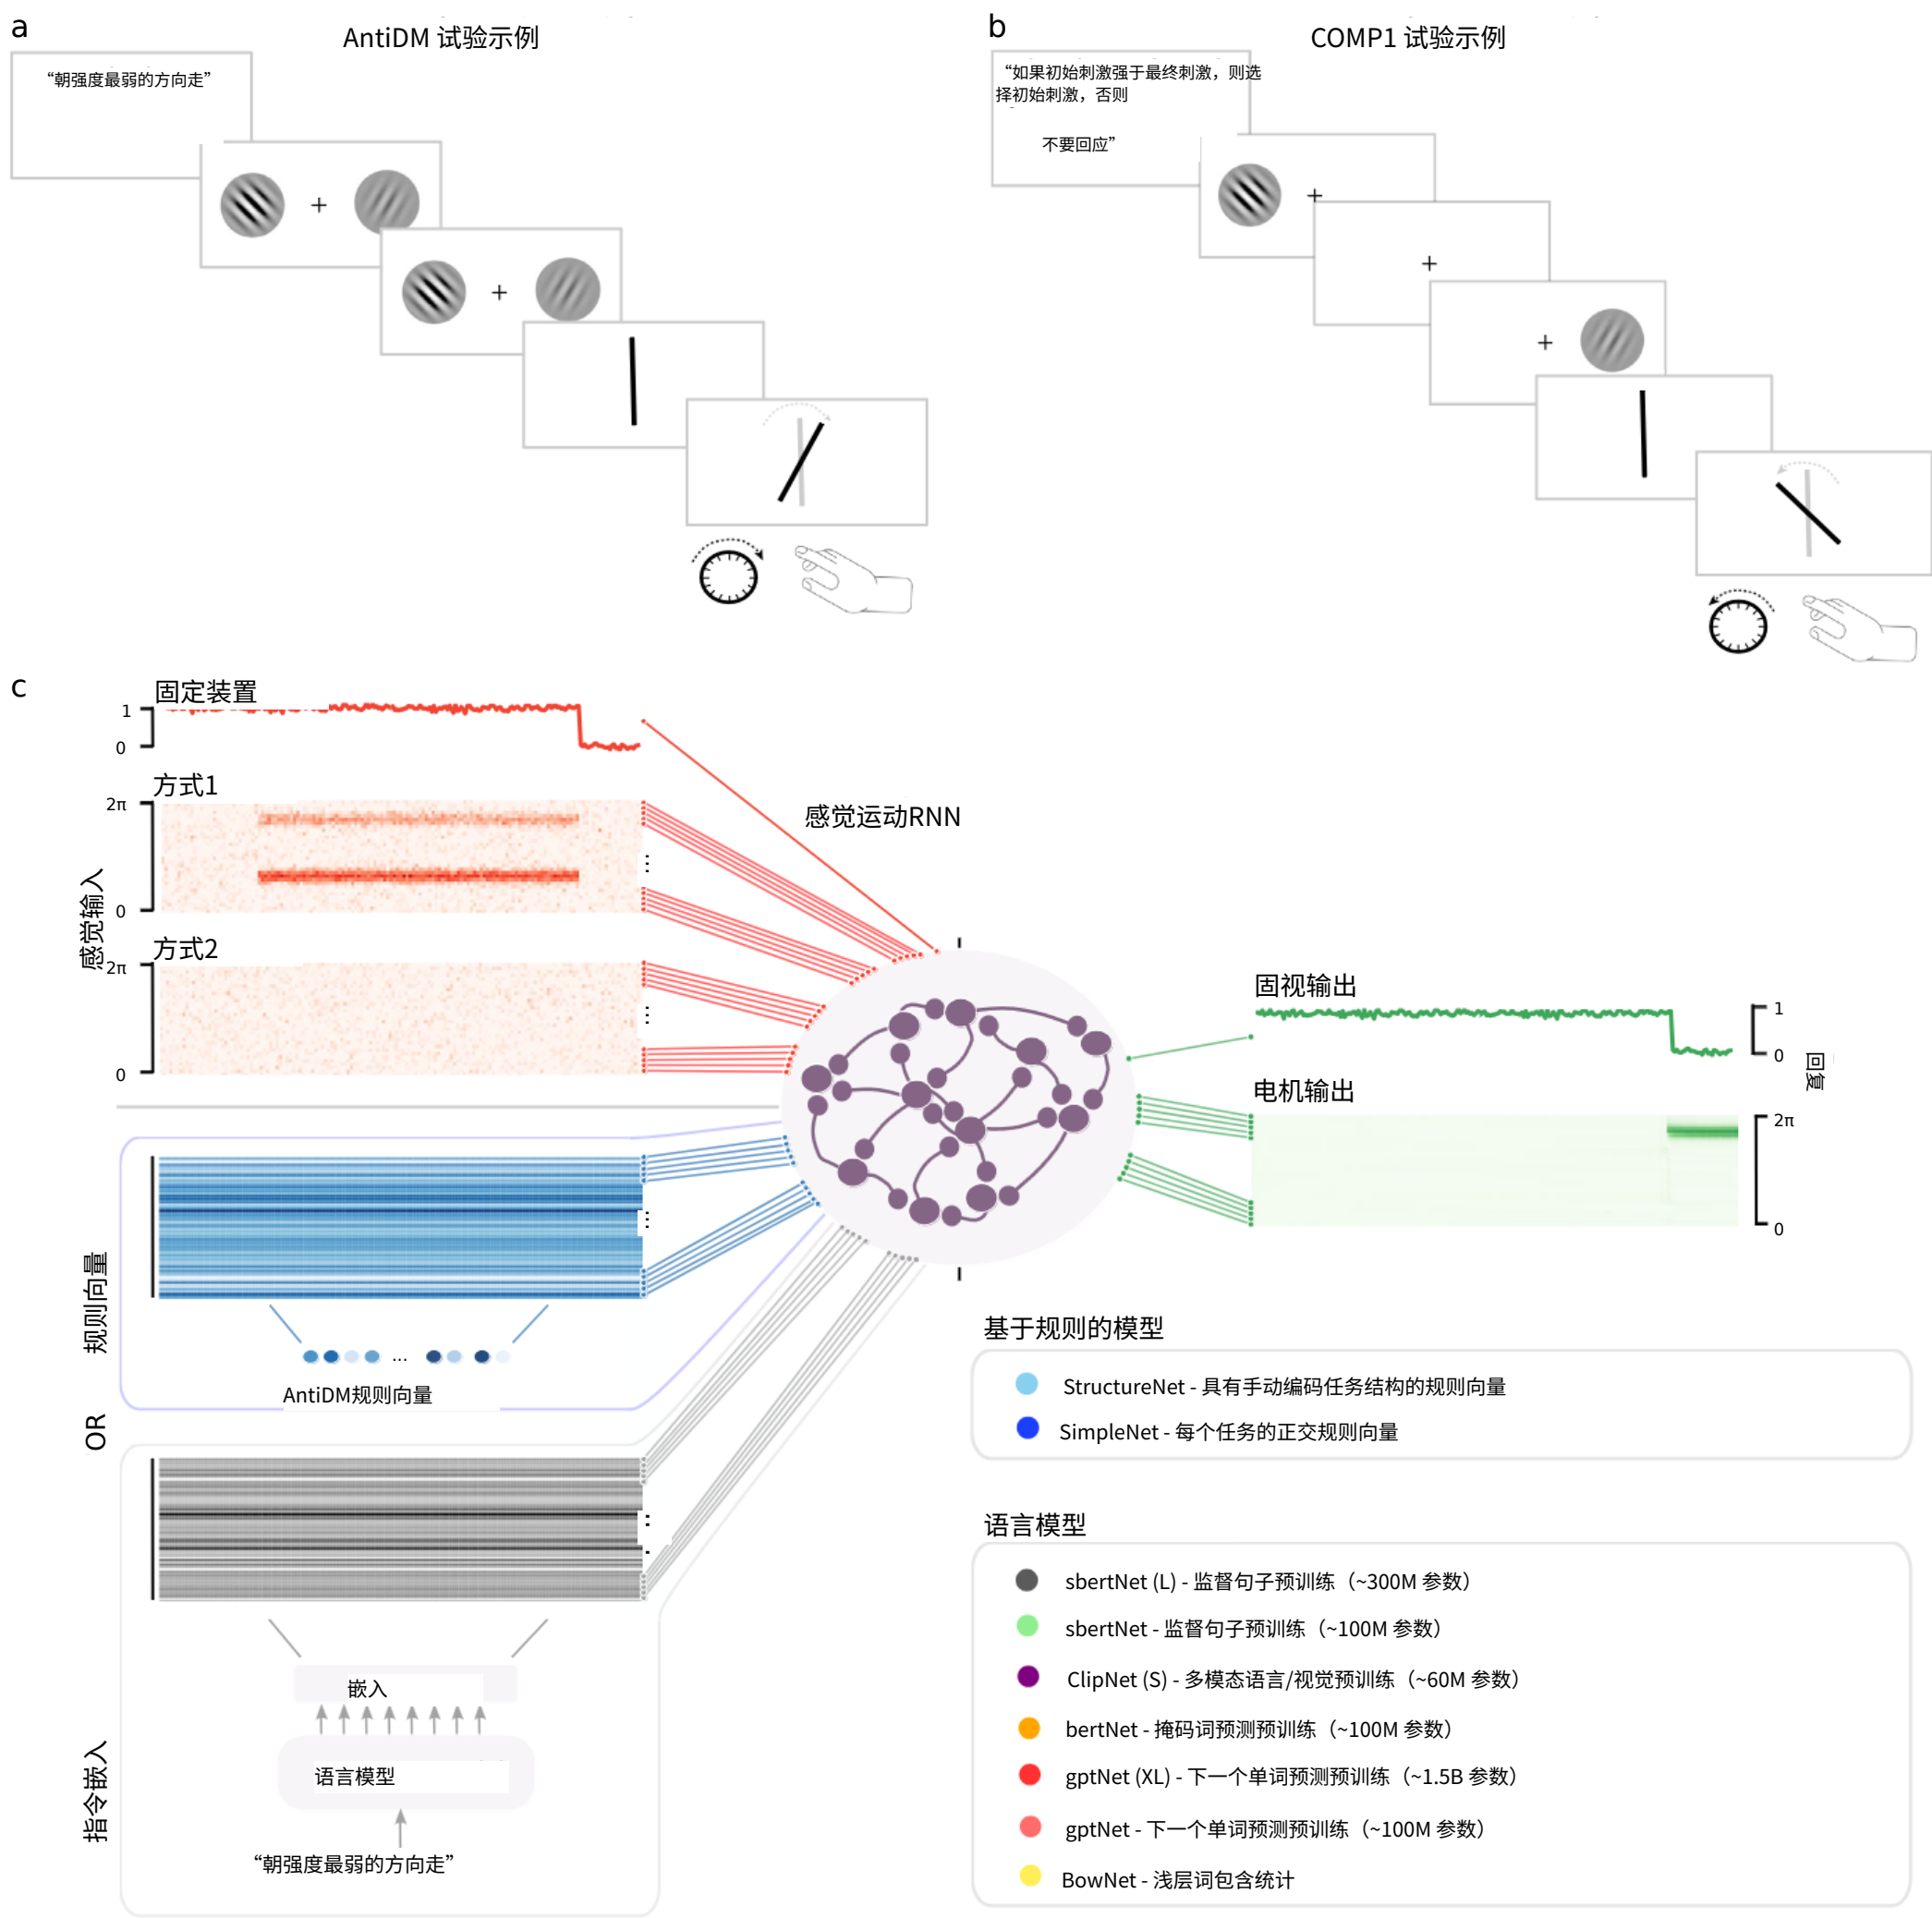 a
AntiDM 试验示例
“朝强度最弱的方向走”
b
COMP1 试验示例
“如果初始刺激强于最终刺激，则选
择初始刺激，否则
不要回应”
c
固定装置
1
0
方式1
2π
0
感觉输入
方式2
2π
0
感觉运动RNN
规则向量
...
AntiDM规则向量
OR
指令嵌入
嵌入
语言模型
“朝强度最弱的方向走”
固视输出
1
0
回复
电机输出
2π
0
基于规则的模型
StructureNet - 具有手动编码任务结构的规则向量
SimpleNet - 每个任务的正交规则向量
语言模型
sbertNet (L) - 监督句子预训练（~300M 参数）
sbertNet - 监督句子预训练（~100M 参数）
ClipNet (S) - 多模态语言/视觉预训练（~60M 参数）
bertNet - 掩码词预测预训练（~100M 参数）
gptNet (XL) - 下一个单词预测预训练（~1.5B 参数）
gptNet - 下一个单词预测预训练（~100M 参数）
BowNet - 浅层词包含统计